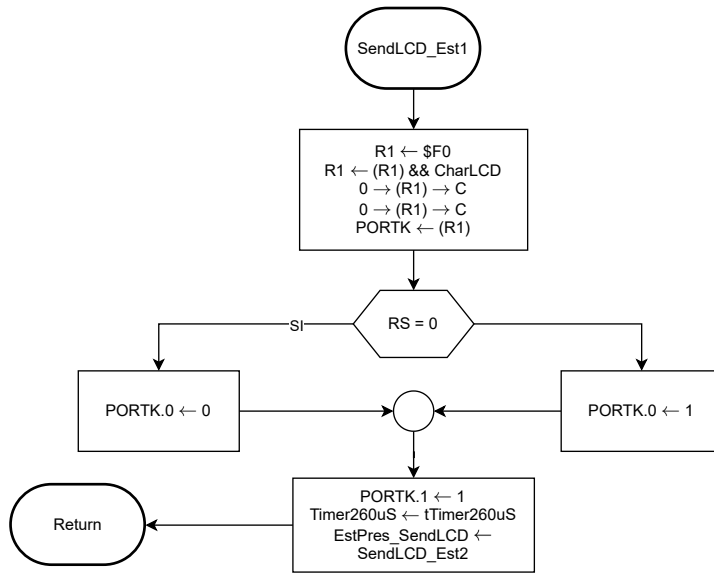 SendLCD_Est1
R1 ← $F0
R1 ← (R1) && CharLCD
0 → (R1) → C
0 → (R1) → C
PORTK ← (R1)
RS = 0
SI
PORTK.0 ← 0
PORTK.0 ← 1
PORTK.1 ← 1
Timer260uS ← tTimer260uS
EstPres_SendLCD ←
SendLCD_Est2
Return